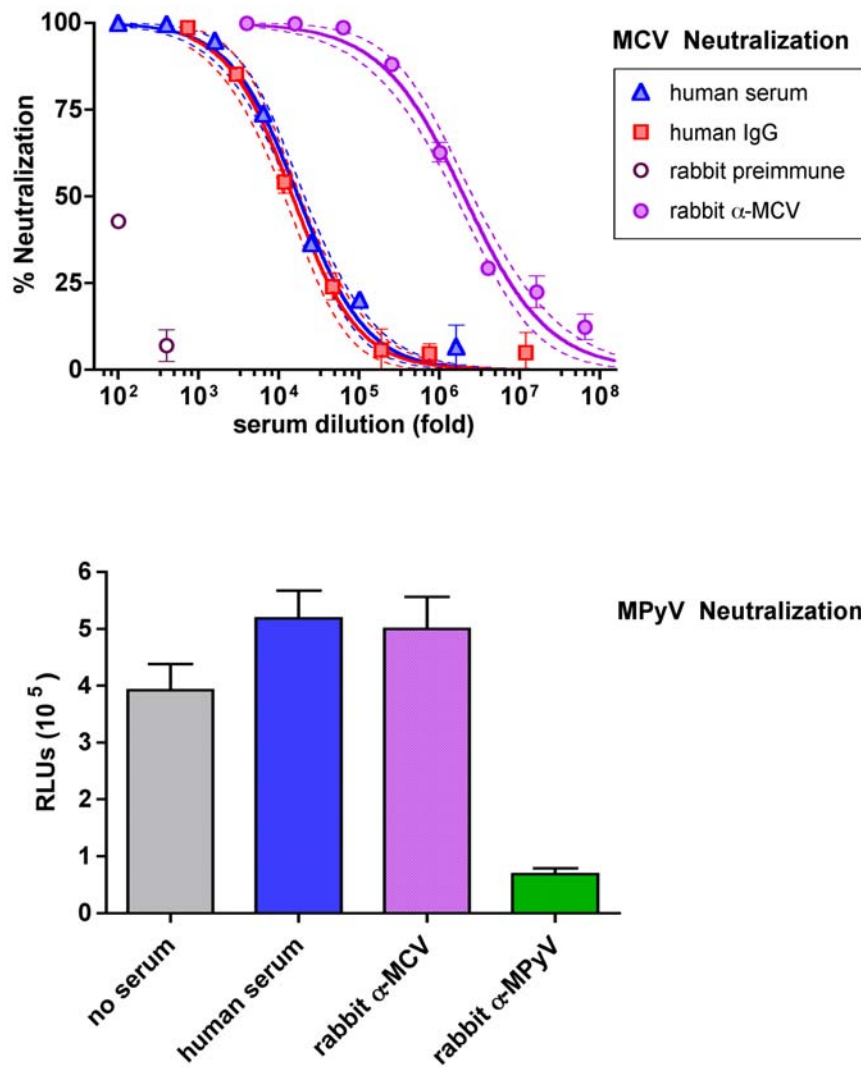 MCV Neutralization
human serum
human IgG
rabbit preimmune
rabbit α-MCV
% Neutralization
100
75
50
25
0
10² 10³ 10⁴ 10⁵ 10⁶ 10⁷ 10⁸
serum dilution (fold)
MPyV Neutralization
RLUs (10 ⁵ )
6
5
4
3
2
1
0
no serum
human serum
rabbit α-MCV
rabbit α-MPyV